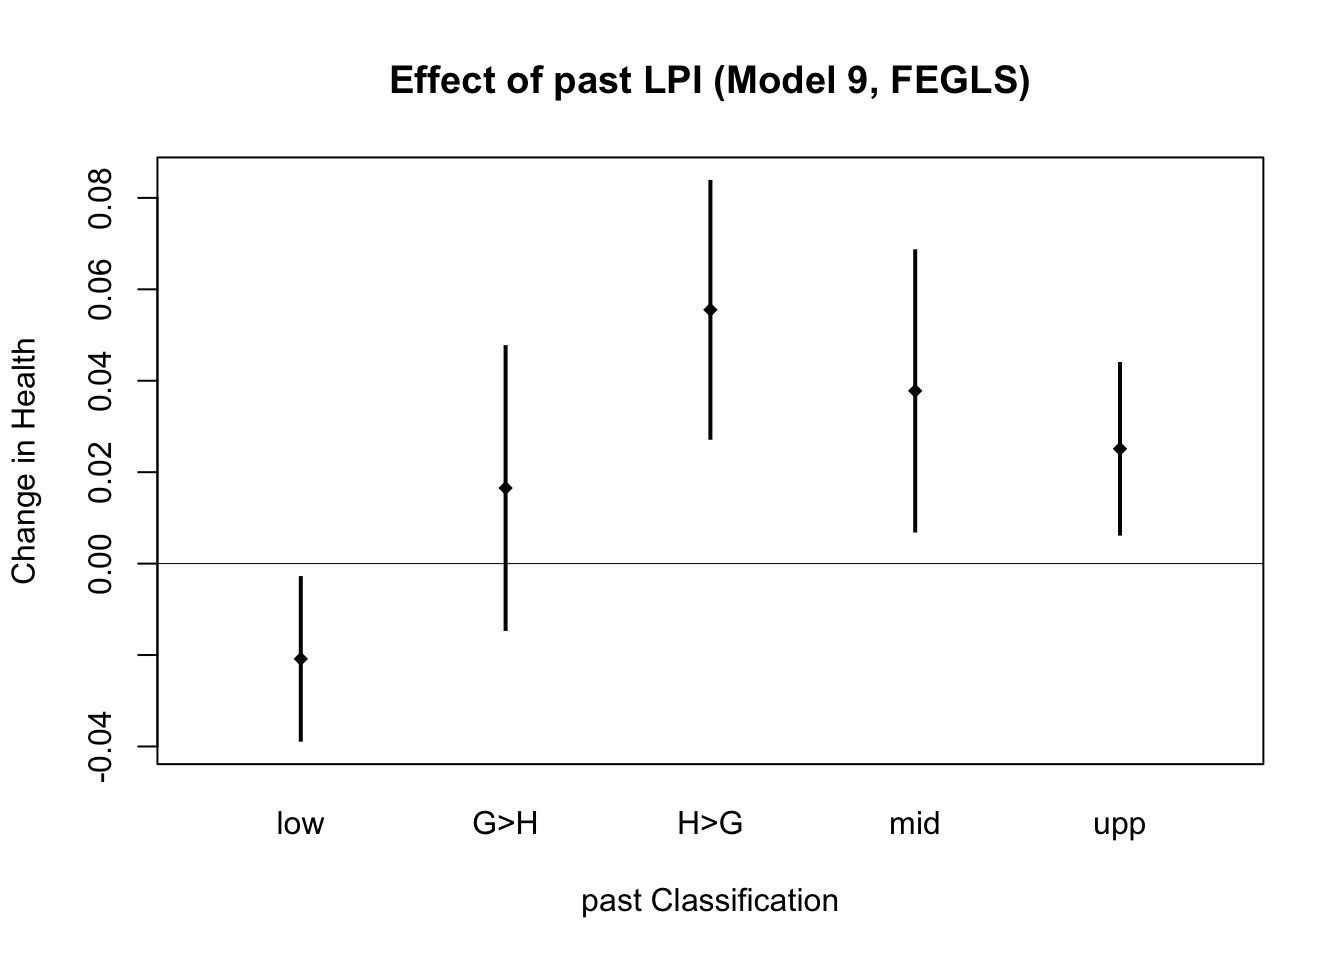 Effect of past LPI (Model 9, FEGLS)
Change in Health
0.08
0.06
0.04
0.02
0.00
-0.04
low G>H H>G mid upp
past Classification